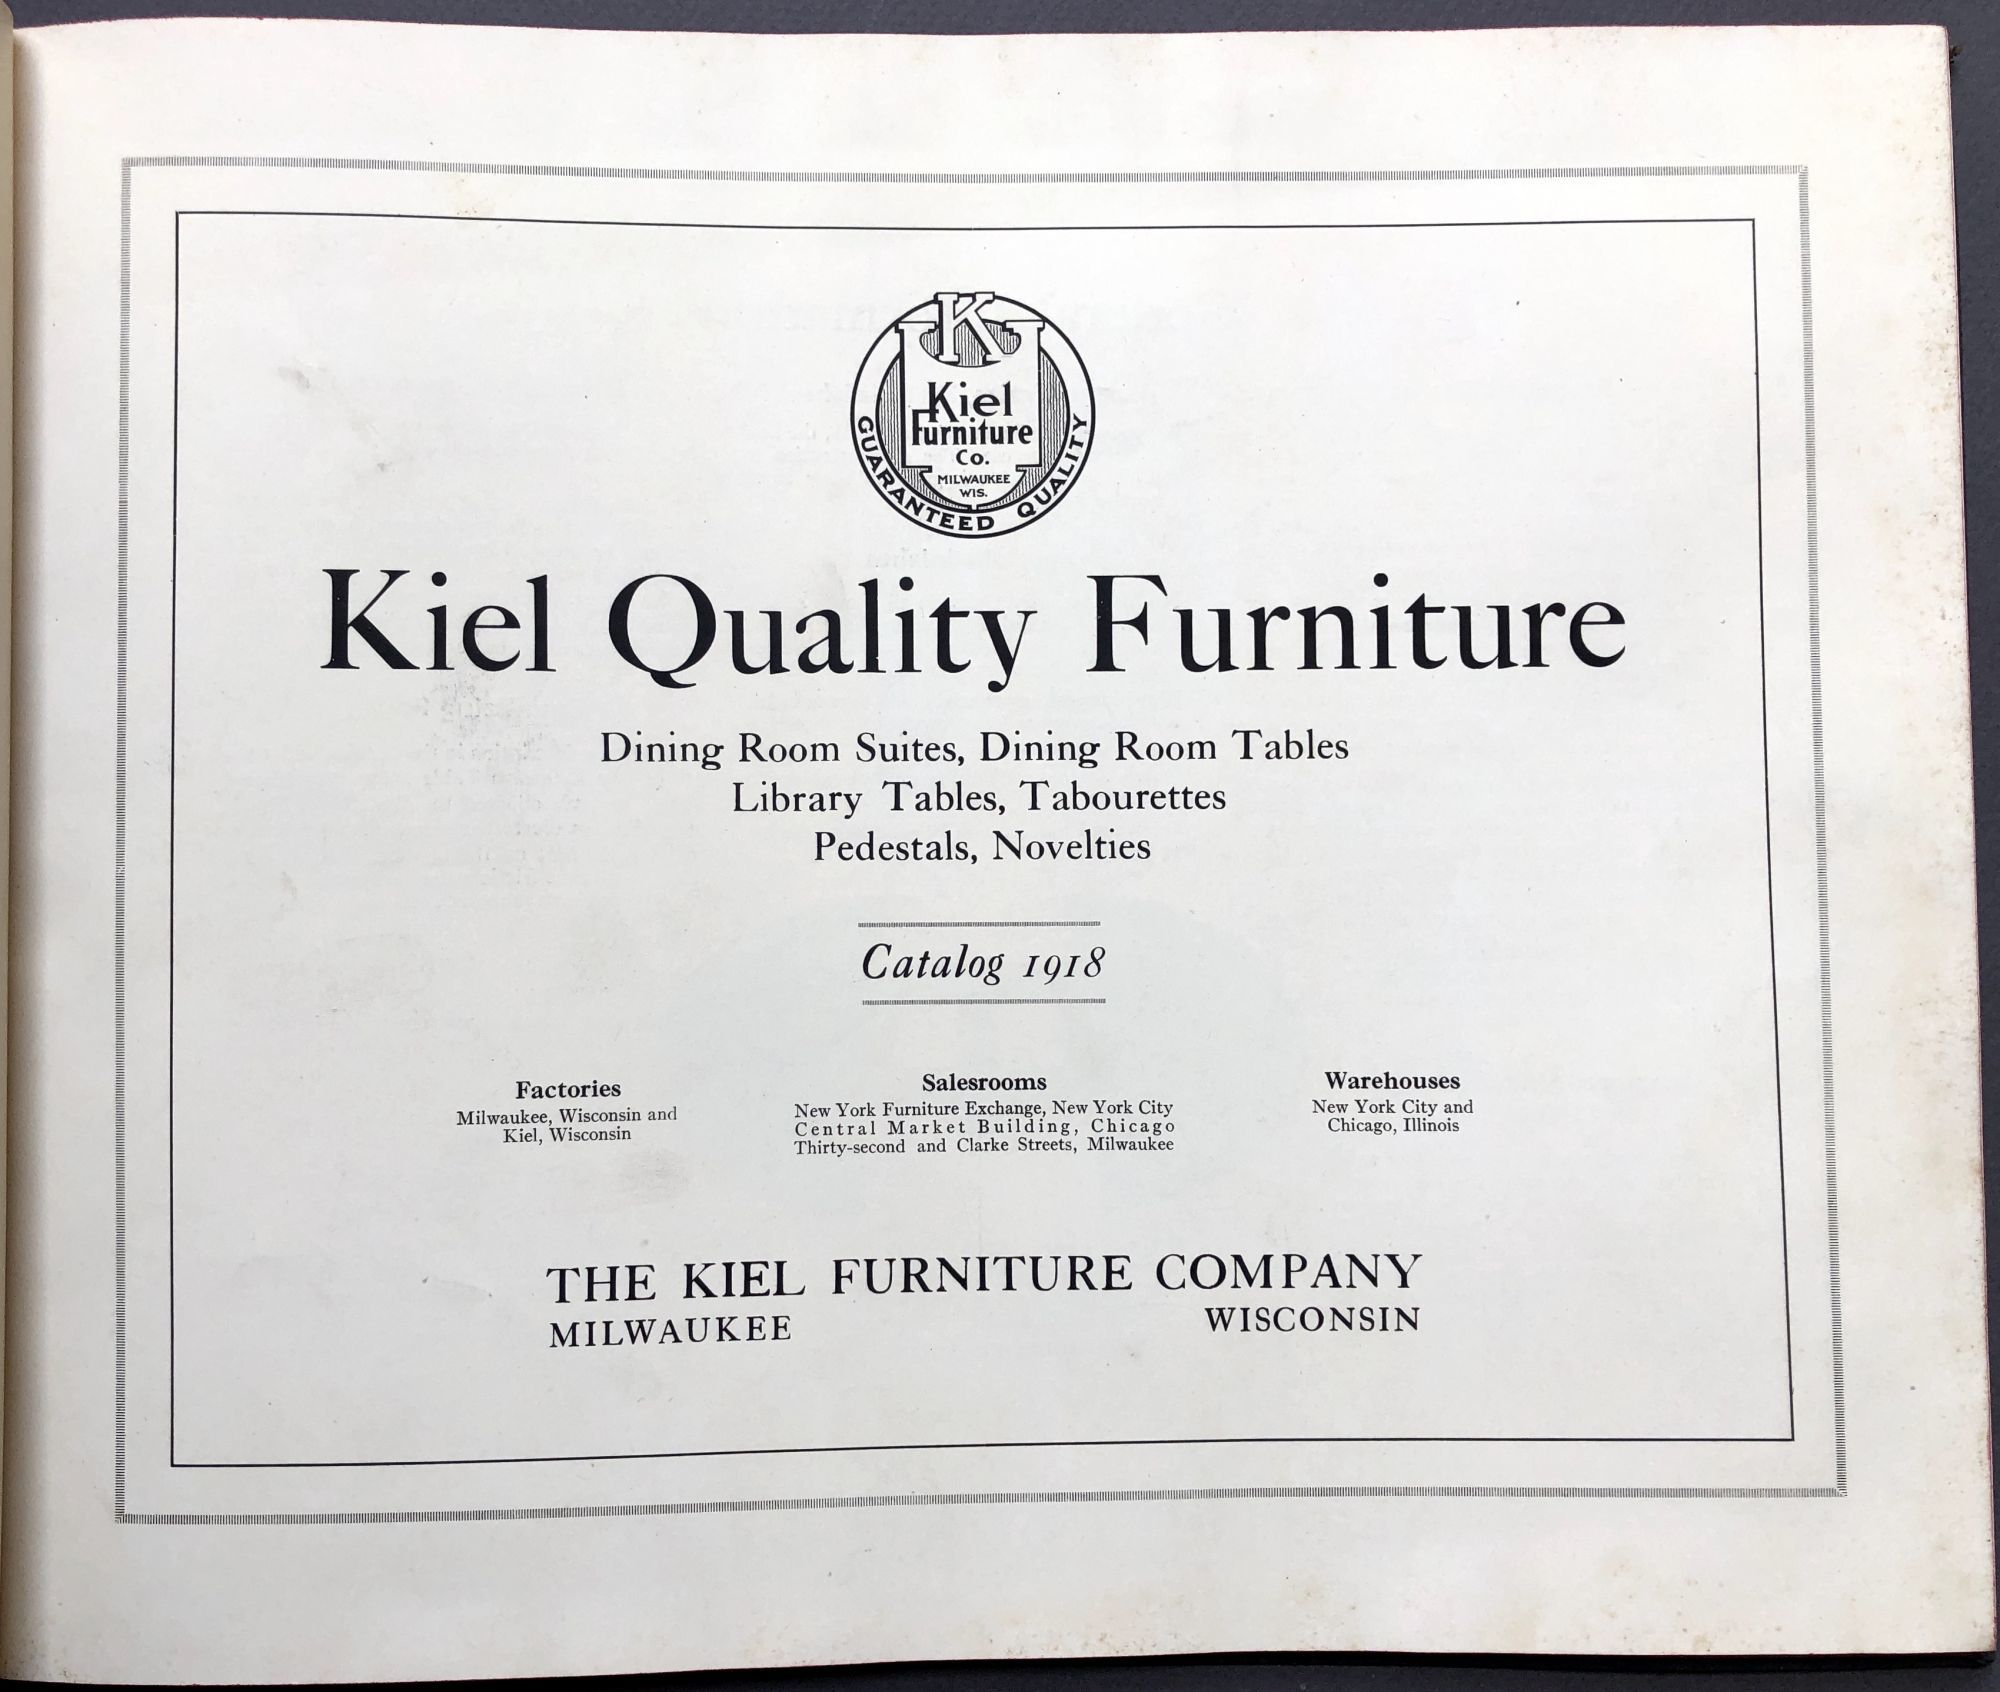 K
Kiel
Furniture
Co.
MILWAUKEE
WIS.
GUARANTEED QUALITY
Kiel Quality Furniture
Dining Room Suites, Dining Room Tables
Library Tables, Tabourettes
Pedestals, Novelties
Catalog 1918
Factories
Milwaukee, Wisconsin and
Kiel, Wisconsin
Salesrooms
New York Furniture Exchange, New York City
Central Market Building, Chicago
Thirty-second and Clarke Streets, Milwaukee
Warehouses
New York City and
Chicago, Illinois
THE KIEL FURNITURE COMPANY
MILWAUKEE WISCONSIN